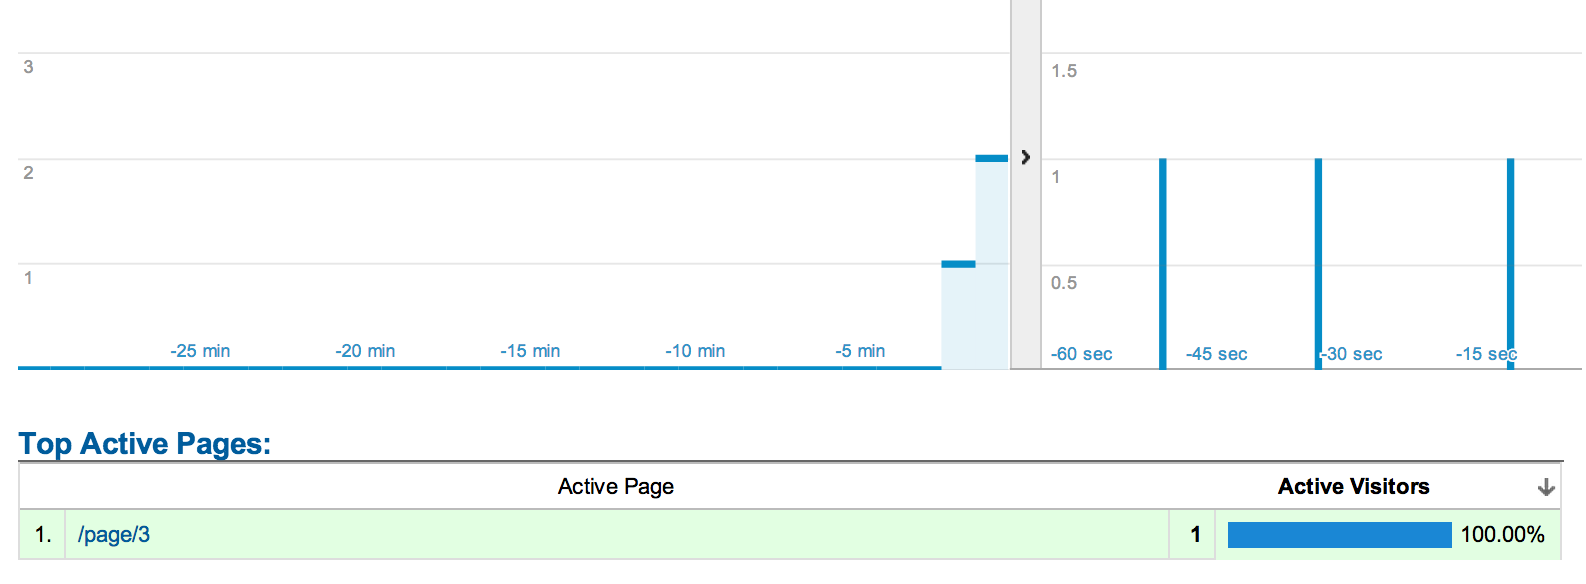 3
2
1
-25 min -20 min -15 min -10 min -5 min
1.5
1
0.5
-60 sec -45 sec -30 sec -15 sec
Top Active Pages:
Active Page Active Visitors
1. /page/3 1 100.00%